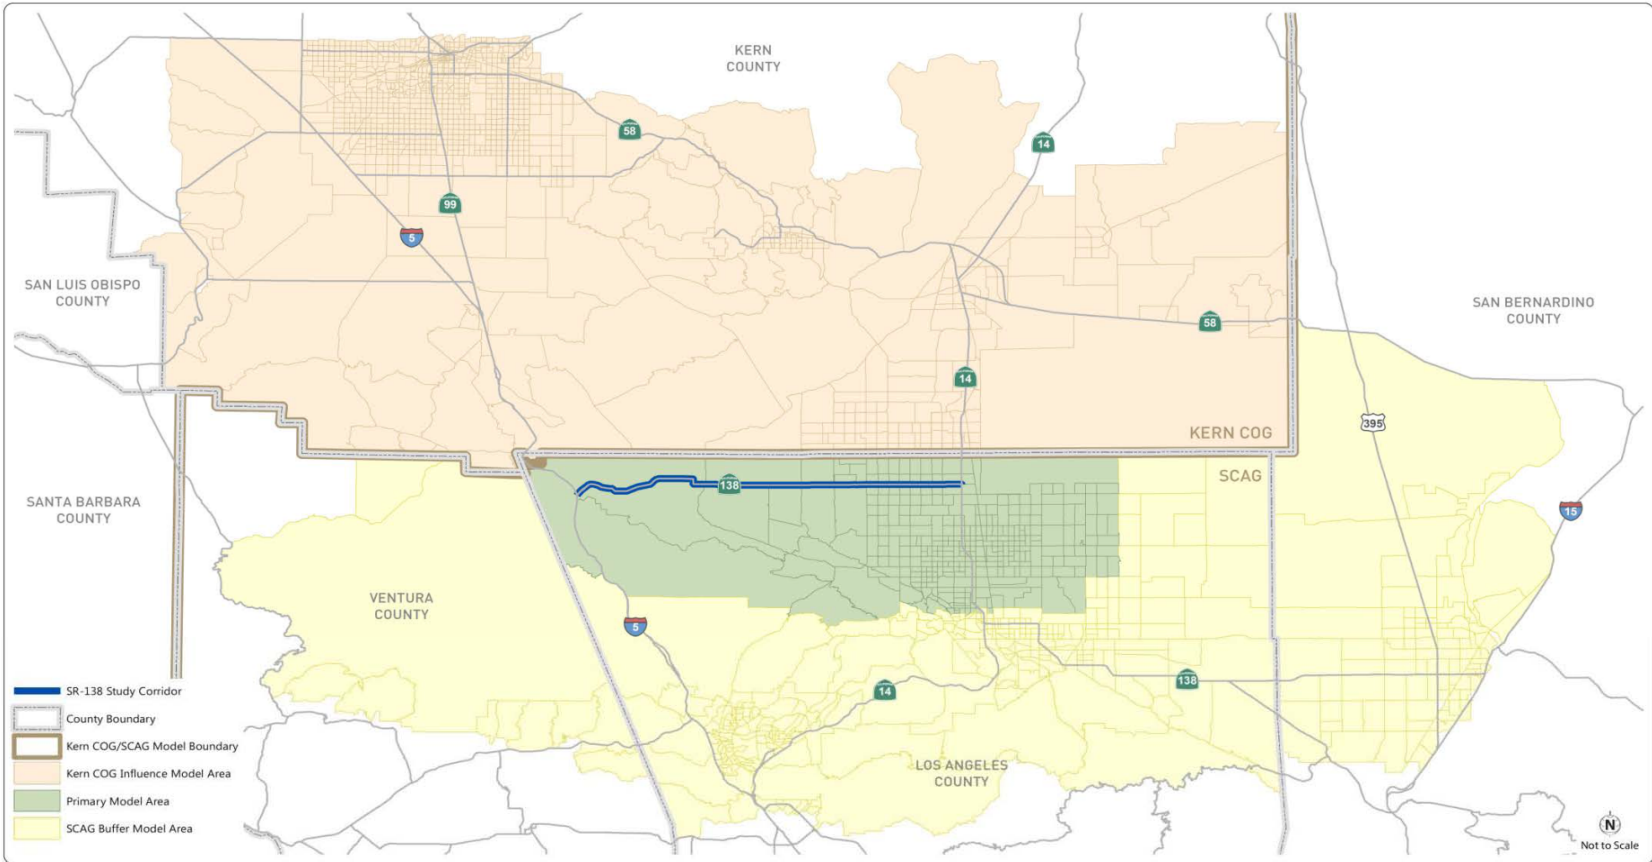 KERN
COUNTY
58
14
99
5
SAN LUIS OBISPO
COUNTY
SAN BERNARDINO
COUNTY
58
14
395
KERN COG
SCAG
138
SANTA BARBARA
COUNTY
15
VENTURA
COUNTY
5
138
14
LOS ANGELES
COUNTY
SR-138 Study Corridor
County Boundary
Kern COG/SCAG Model Boundary
Kern COG Influence Model Area
Primary Model Area
SCAG Buffer Model Area
N
Not to Scale